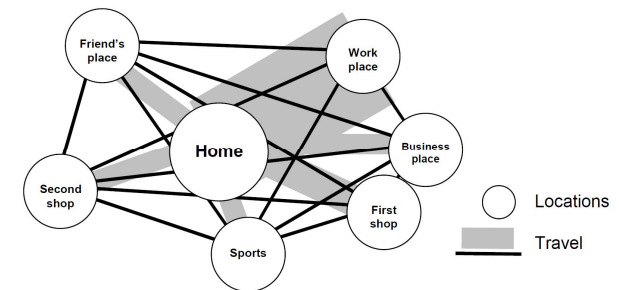 Friend's
place
Work
place
Home
Business
place
Second
shop
First
shop
Sports
Locations
Travel